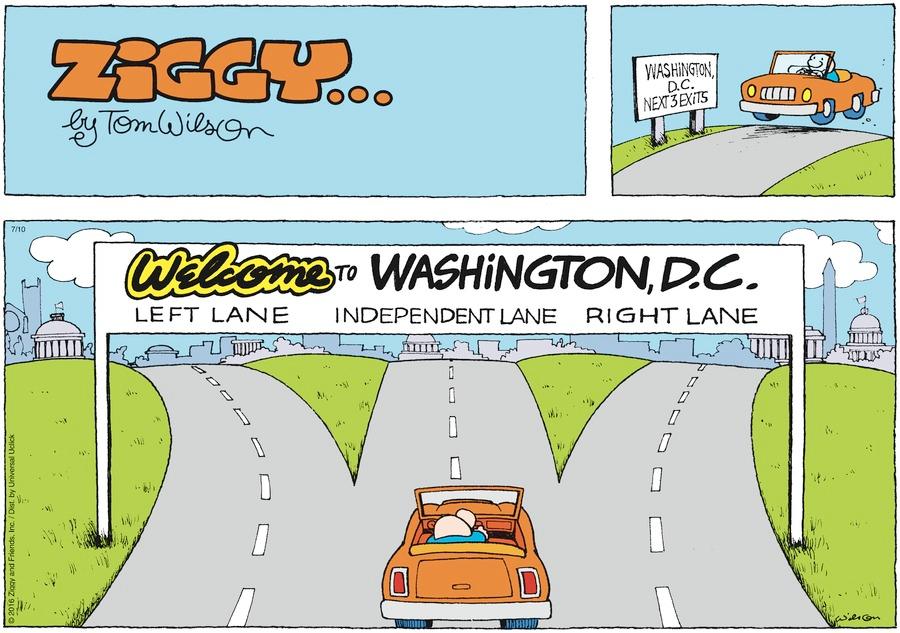 ZiGGY...
by Tom Wilson
WASHINGTON,
D.C.
NEXT 3 EXiTS
7/10
Welcome TO WASHiNGTON, D.C.
LEFT LANE INDEPENDENT LANE RIGHT LANE
© 2016 Ziggy and Friends, Inc. / Dist. by Universal Uclick
Wilson